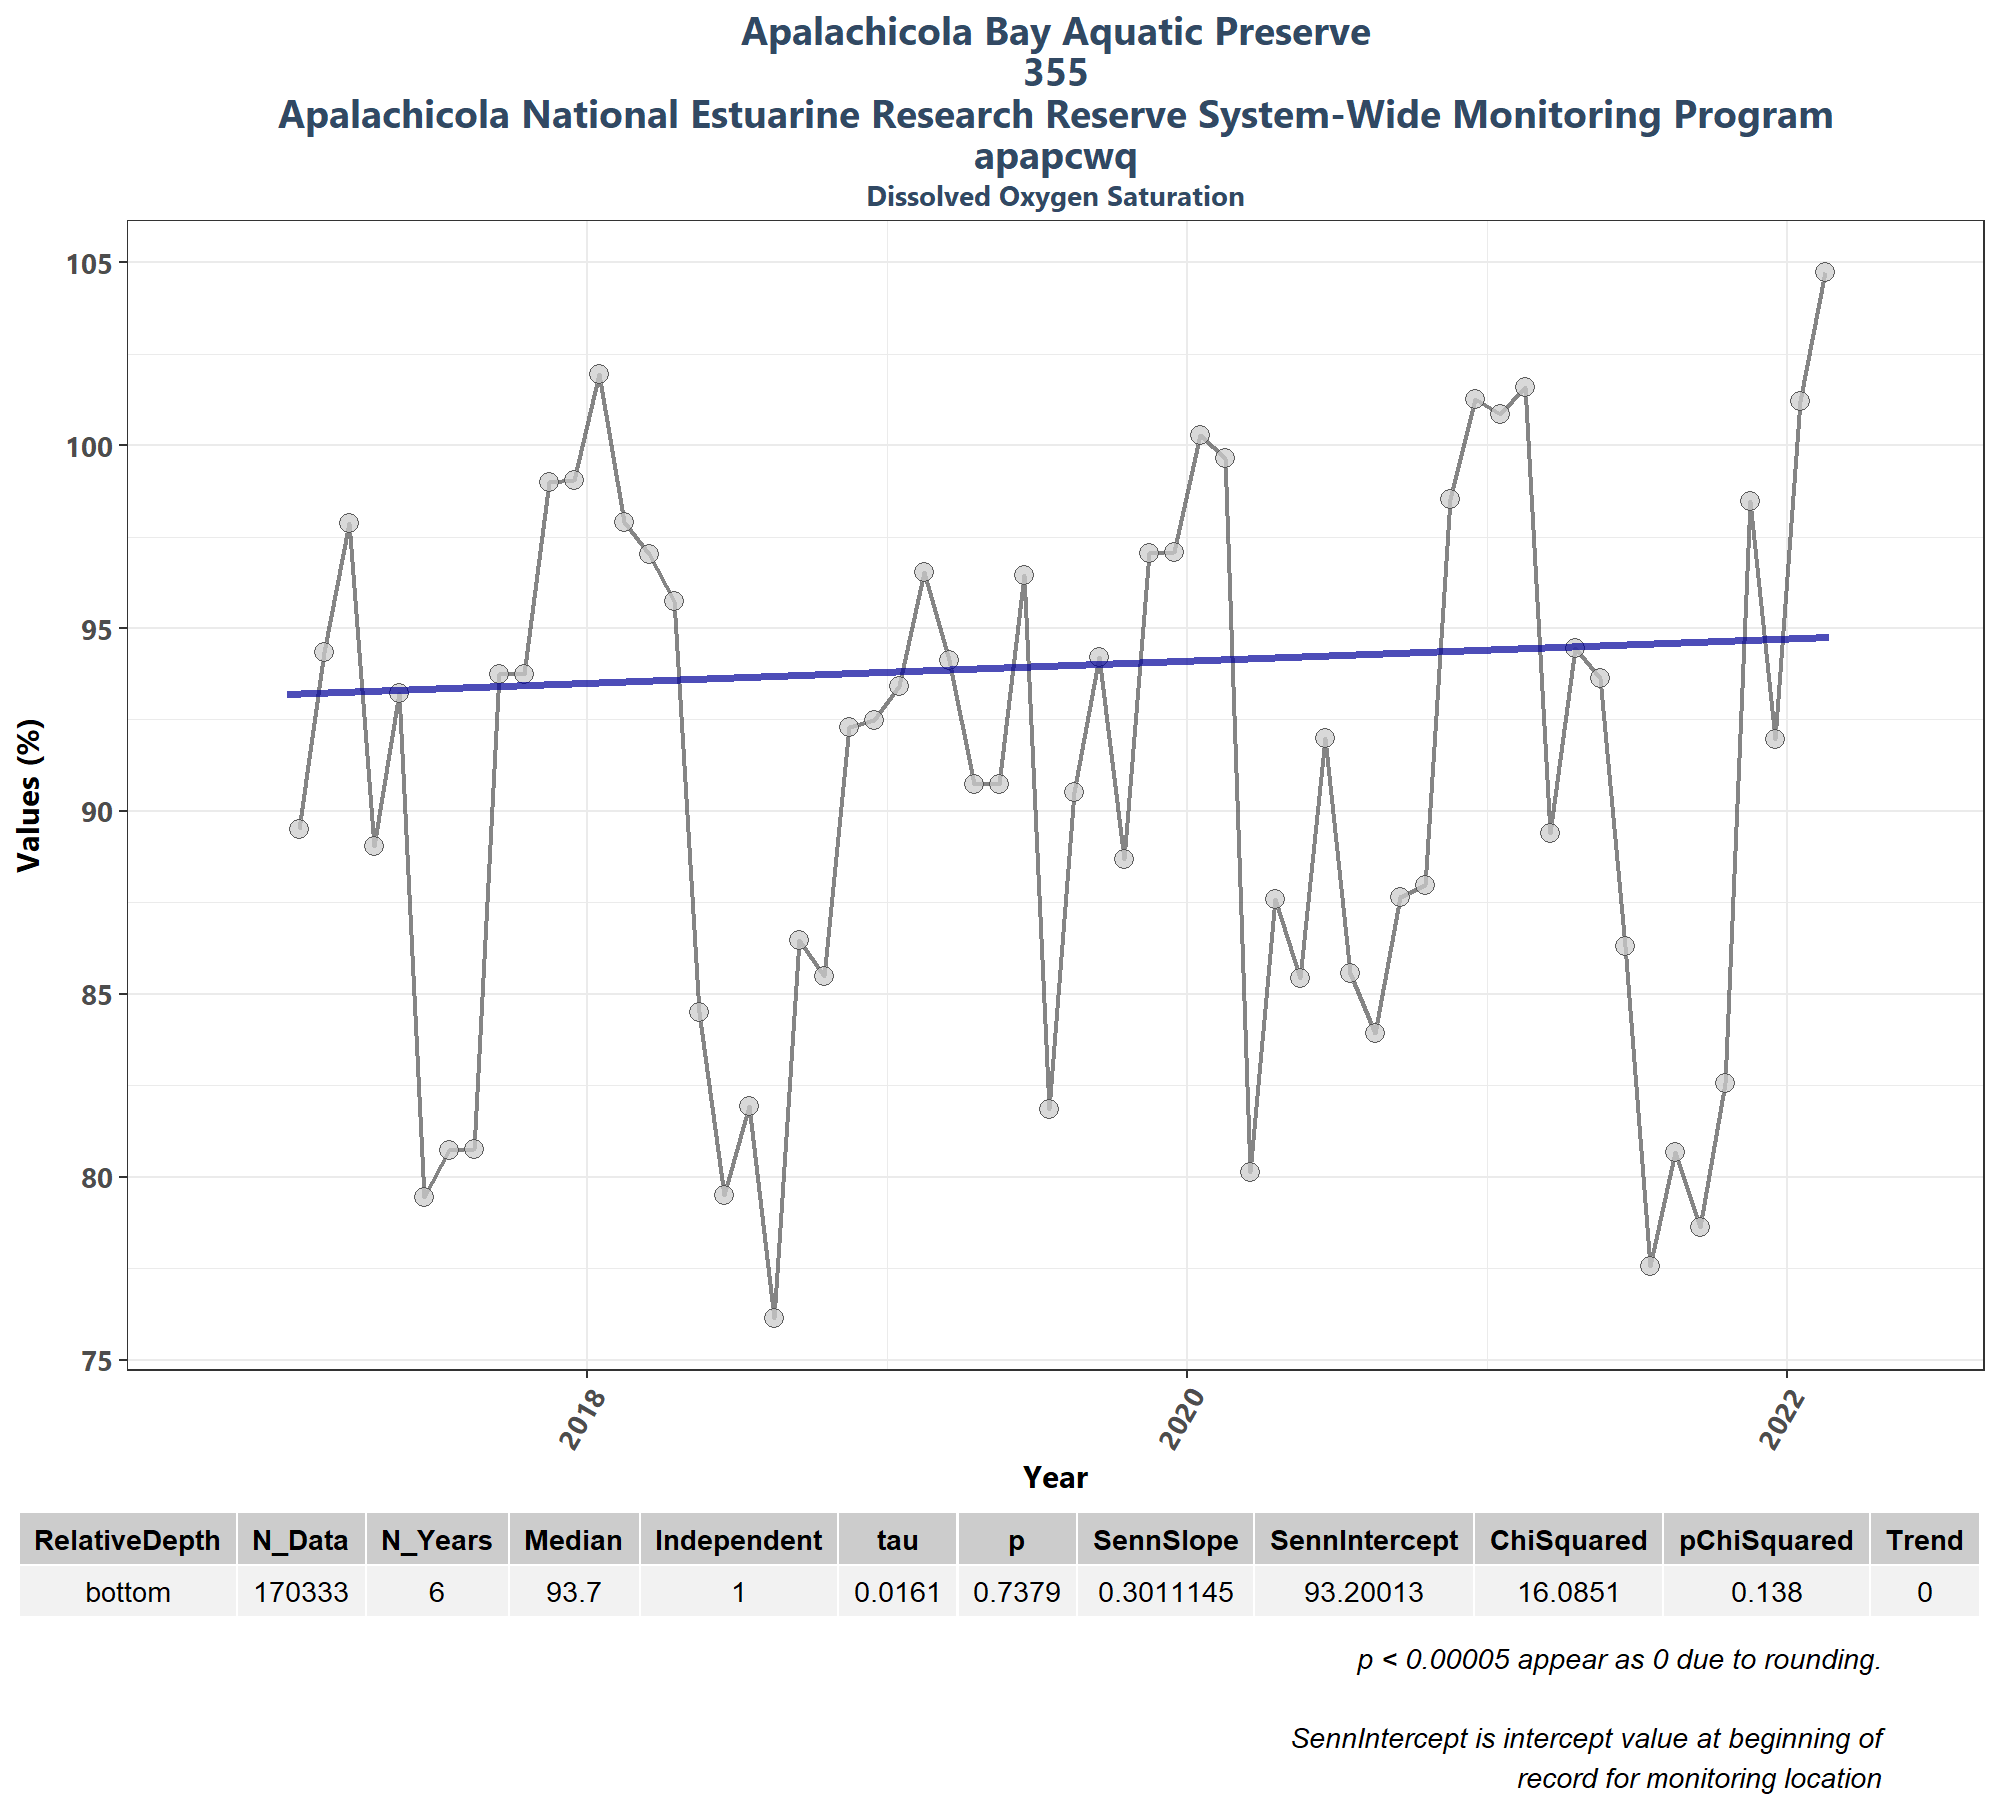 Apalachicola Bay Aquatic Preserve
355
Apalachicola National Estuarine Research Reserve System-Wide Monitoring Program
apapcwq
Dissolved Oxygen Saturation
105
100
95
90
85
80
75
Values (%)
2018
2020
2022
Year
RelativeDepth N_Data N_Years Median Independent tau p SennSlope SennIntercept ChiSquared pChiSquared Trend
bottom 170333 6 93.7 1 0.0161 0.7379 0.3011145 93.20013 16.0851 0.138 0
p < 0.00005 appear as 0 due to rounding.
SennIntercept is intercept value at beginning of
record for monitoring location